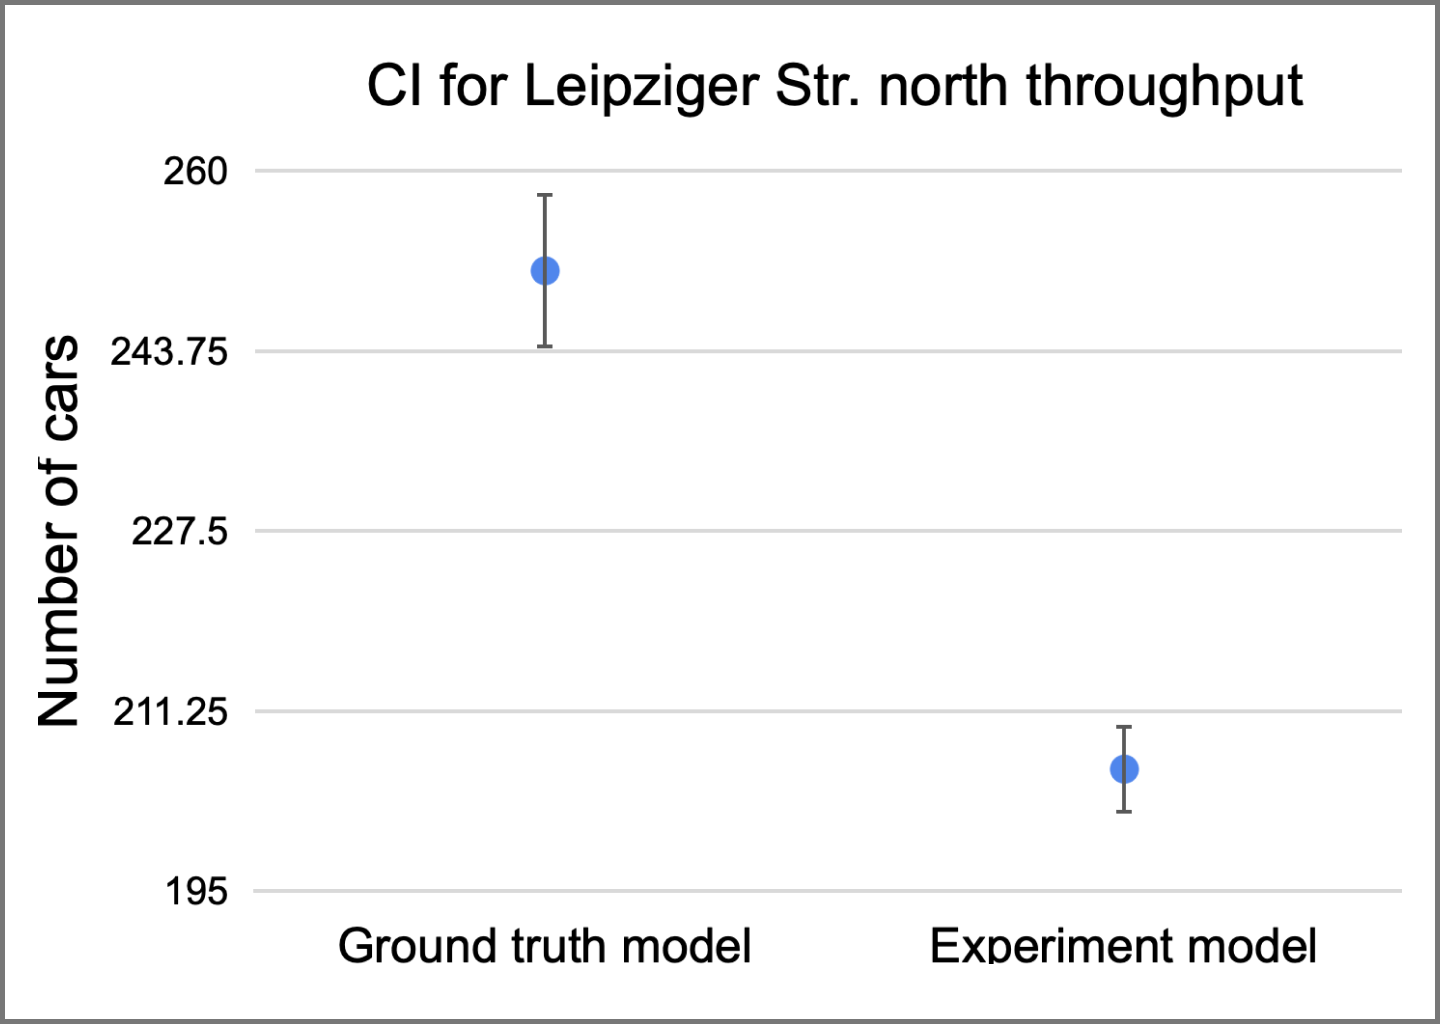 CI for Leipziger Str. north throughput
260
243.75
227.5
211.25
195
Number of cars
Ground truth model
Experiment model